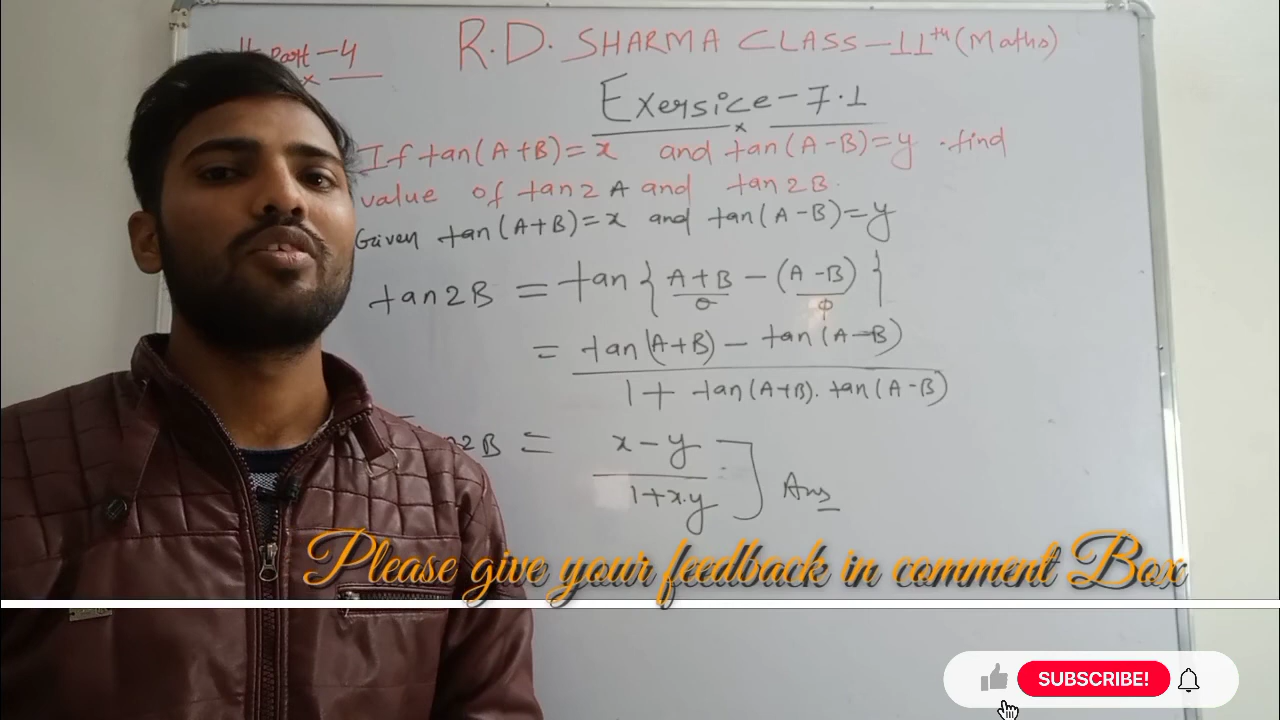 Part-4
R.D. SHARMA CLASS-11th (Maths)
Exersice-7.1
If tan(A+B)=x and tan(A-B)=y . find
value of tan2A and tan2B.
Given tan(A+B)=x and tan(A-B)=y
tan2B = tan{A+B-(A-B)}
θ φ
= tan(A+B) - tan(A-B)
1+ tan(A+B). tan(A-B)
2B = x-y
1+x.y
Ans
Please give your feedback in comment Box
SUBSCRIBE!